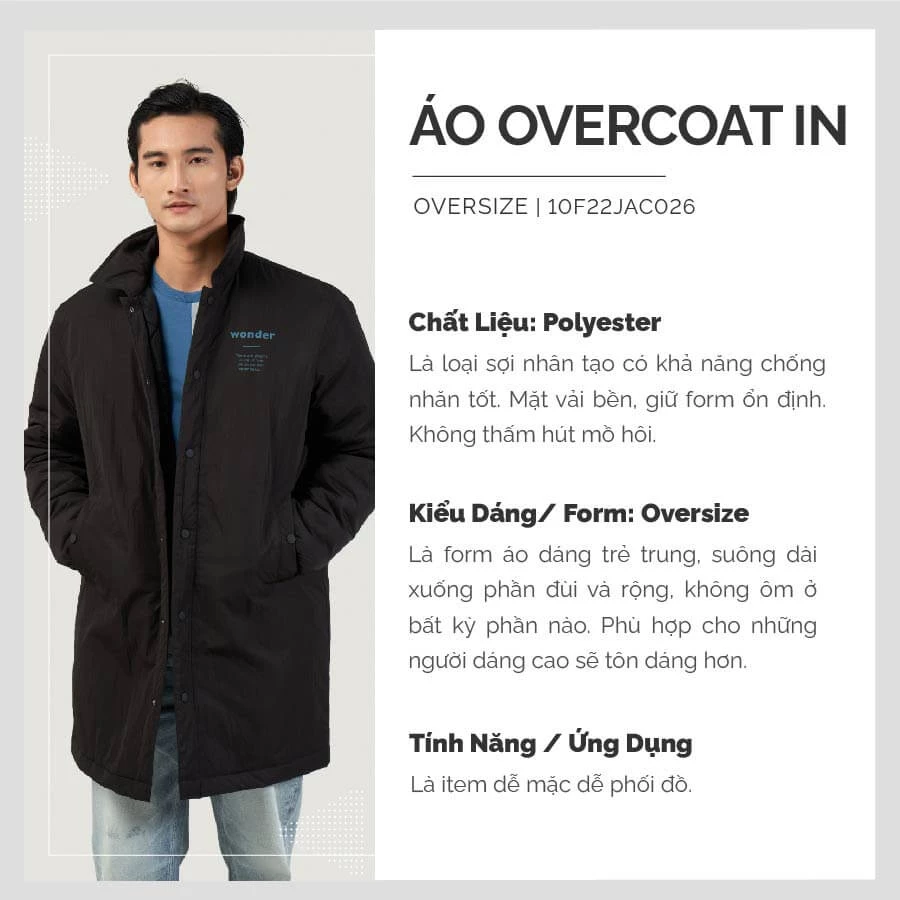 ÁO OVERCOAT IN
OVERSIZE | 10F22JAC026
Chất Liệu: Polyester
Là loại sợi nhân tạo có khả năng chống
nhăn tốt. Mặt vải bền, giữ form ổn định.
Không thấm hút mồ hôi.
Kiểu Dáng/ Form: Oversize
Là form áo dáng trẻ trung, suông dài
xuống phần đùi và rộng, không ôm ở
bất kỳ phần nào. Phù hợp cho những
người dáng cao sẽ tôn dáng hơn.
Tính Năng / Ứng Dụng
Là item dễ mặc dễ phối đồ.
wonder